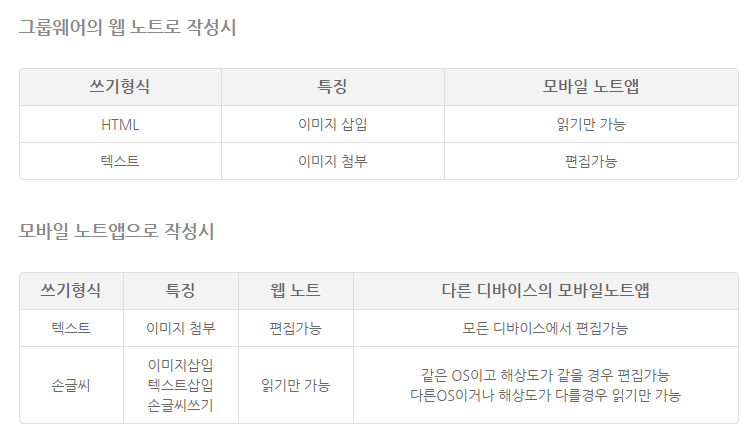 그룹웨어의 웹 노트로 작성시
쓰기형식 특징 모바일 노트앱
HTML 이미지 삽입 읽기만 가능
텍스트 이미지 첨부 편집가능
모바일 노트앱으로 작성시
쓰기형식 특징 웹 노트 다른 디바이스의 모바일노트앱
텍스트 이미지 첨부 편집가능 모든 디바이스에서 편집가능
손글씨
이미지삽입
텍스트삽입
손글씨쓰기
읽기만 가능
같은 OS이고 해상도가 같을 경우 편집가능
다른OS이거나 해상도가 다를경우 읽기만 가능